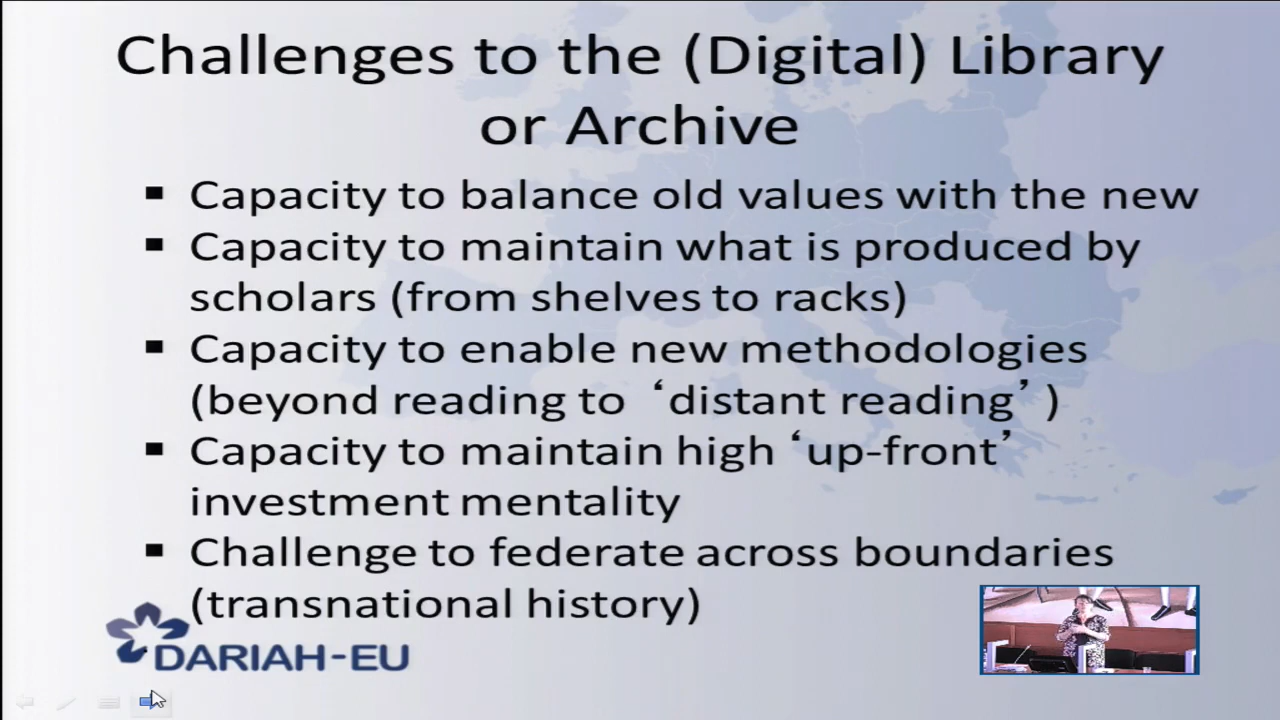 Challenges to the (Digital) Library
or Archive
▪ Capacity to balance old values with the new
▪ Capacity to maintain what is produced by
scholars (from shelves to racks)
▪ Capacity to enable new methodologies
(beyond reading to ‘distant reading’ )
▪ Capacity to maintain high ‘up-front’
investment mentality
▪ Challenge to federate across boundaries
(transnational history)
DARIAH-EU